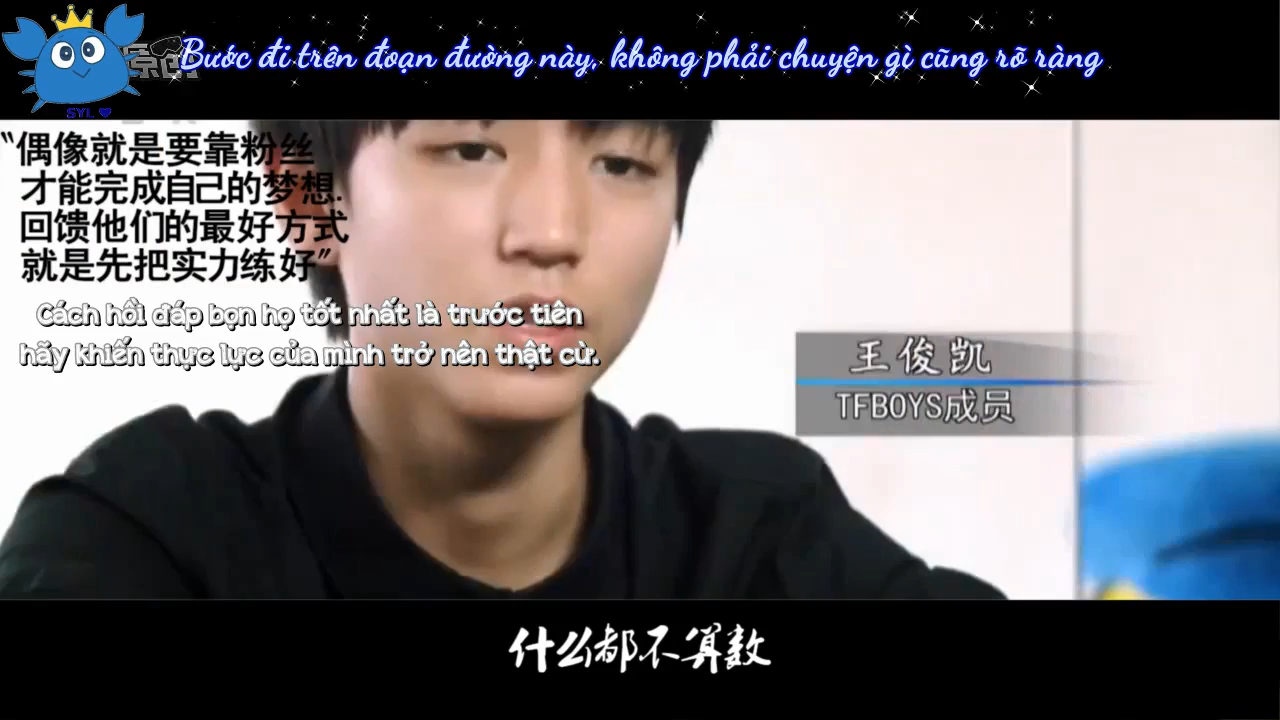 Bước đi trên đoạn đường này, không phải chuyện gì cũng rõ ràng
SYL
“偶像就是要靠粉丝
才能完成自己的梦想.
回馈他们的最好方式
就是先把实力练好”
Cách hồi đáp bọn họ tốt nhất là trước tiên
hãy khiến thực lực của mình trở nên thật cừ.
王俊凯
TFBOYS成员
什么都不算数